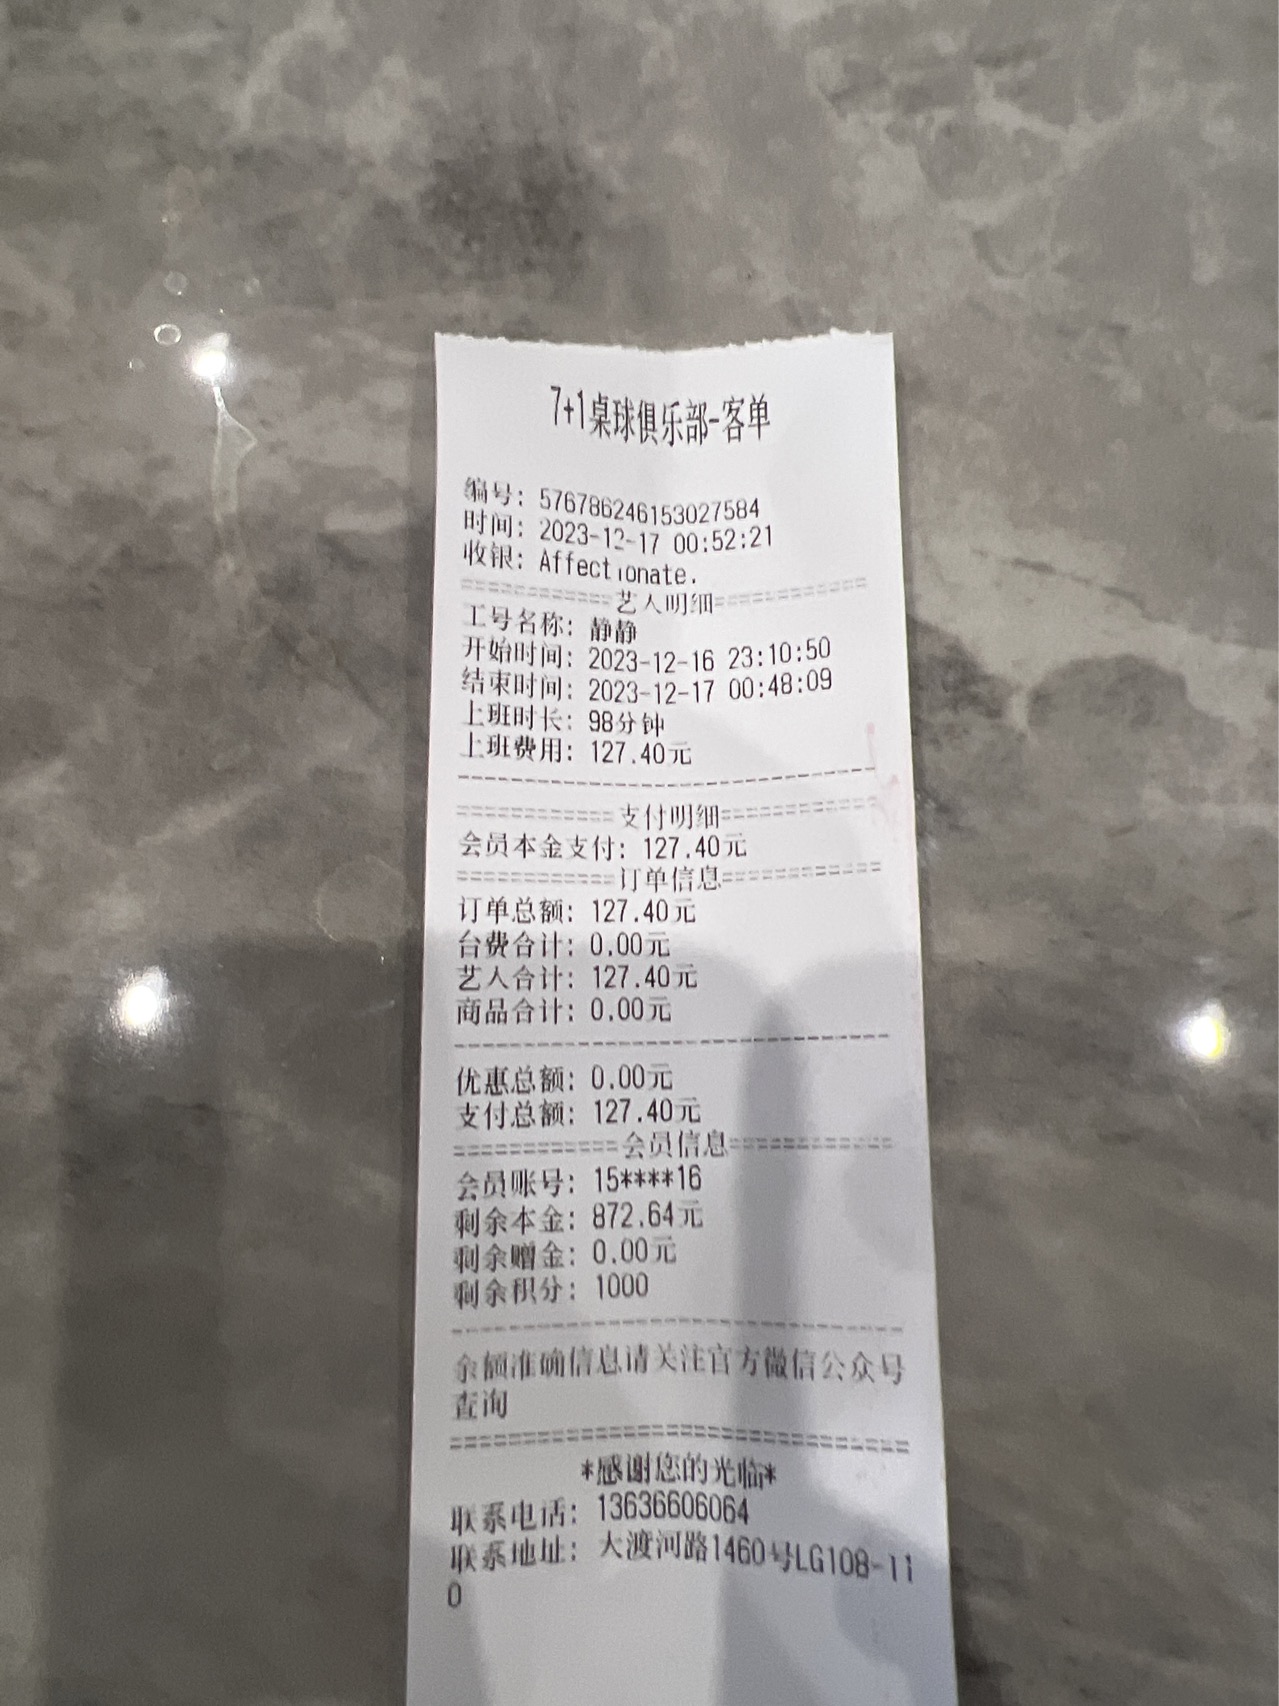 7+1桌球俱乐部-客单
编号: 576786246153027584
时间: 2023-12-17 00:52:21
收银: Affectionate.
============艺人明细============
工号名称: 静静
开始时间: 2023-12-16 23:10:50
结束时间: 2023-12-17 00:48:09
上班时长: 98分钟
上班费用: 127.40元
============支付明细============
会员本金支付: 127.40元
============订单信息============
订单总额: 127.40元
台费合计: 0.00元
艺人合计: 127.40元
商品合计: 0.00元
优惠总额: 0.00元
支付总额: 127.40元
============会员信息============
会员账号: 15****16
剩余本金: 872.64元
剩余赠金: 0.00元
剩余积分: 1000
余额准确信息请关注官方微信公众号
查询
*感谢您的光临*
联系电话: 13636606064
联系地址: 大渡河路1460号LG108-11
0